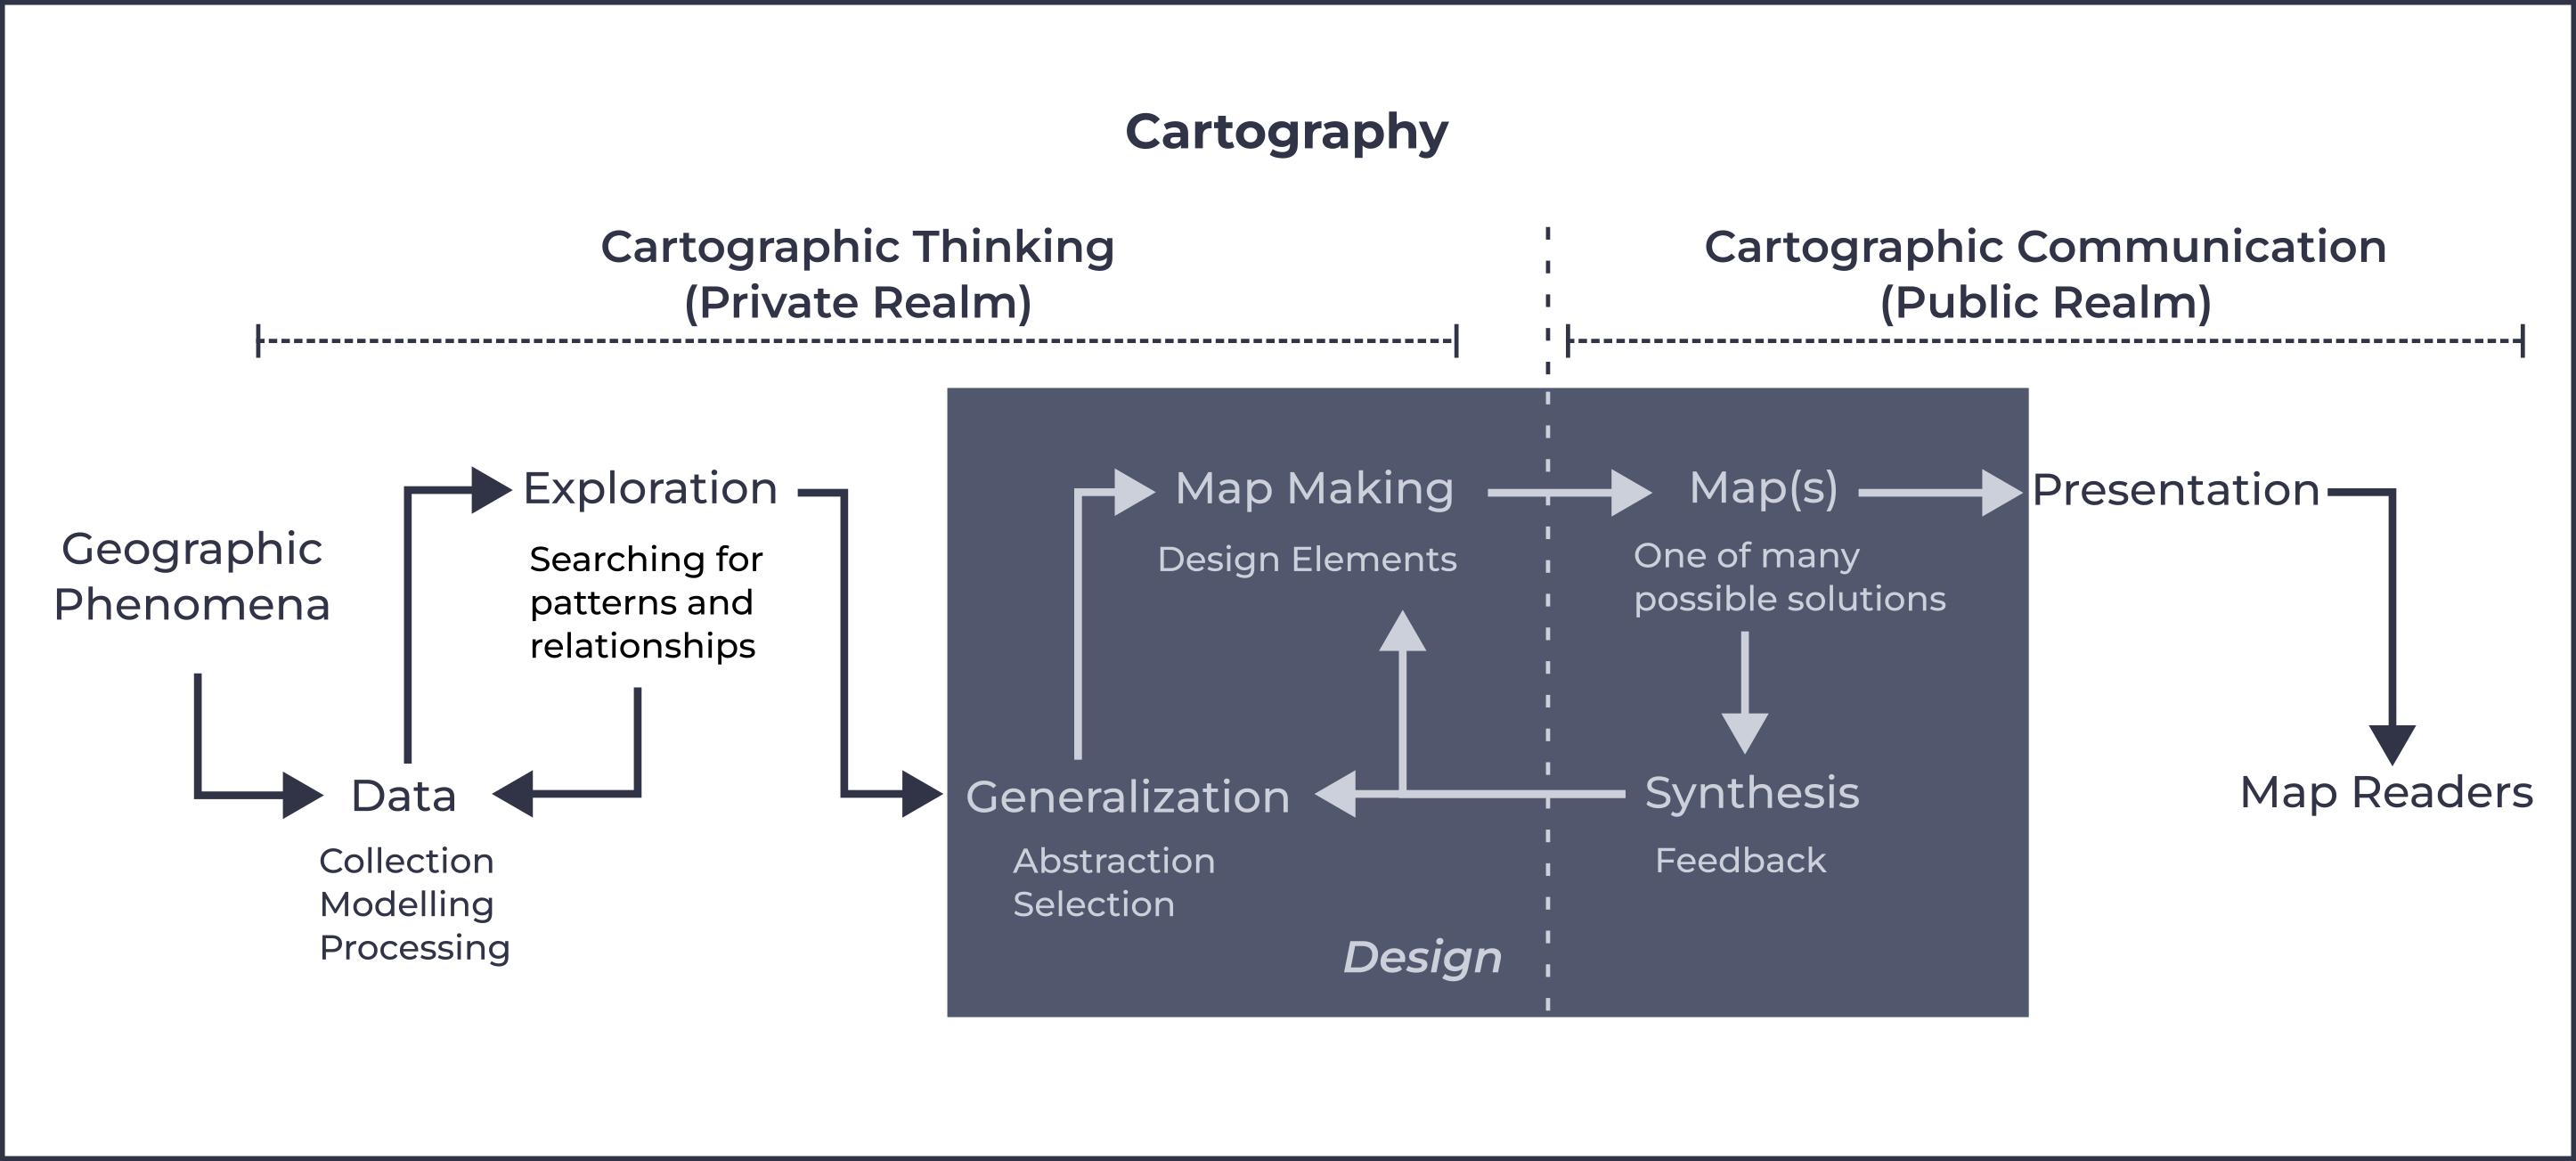 Cartography
Cartographic Thinking
(Private Realm)
Cartographic Communication
(Public Realm)
Geographic
Phenomena
Data
Collection
Modelling
Processing
Exploration
Searching for
patterns and
relationships
Generalization
Abstraction
Selection
Map Making
Design Elements
Map(s)
One of many
possible solutions
Synthesis
Feedback
Design
Presentation
Map Readers